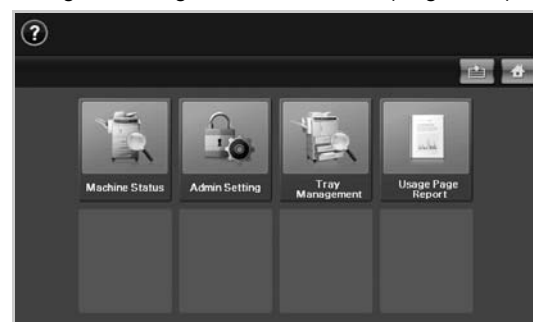 ?
Machine Status
Admin Setting
Tray
Management
Usage Page
Report